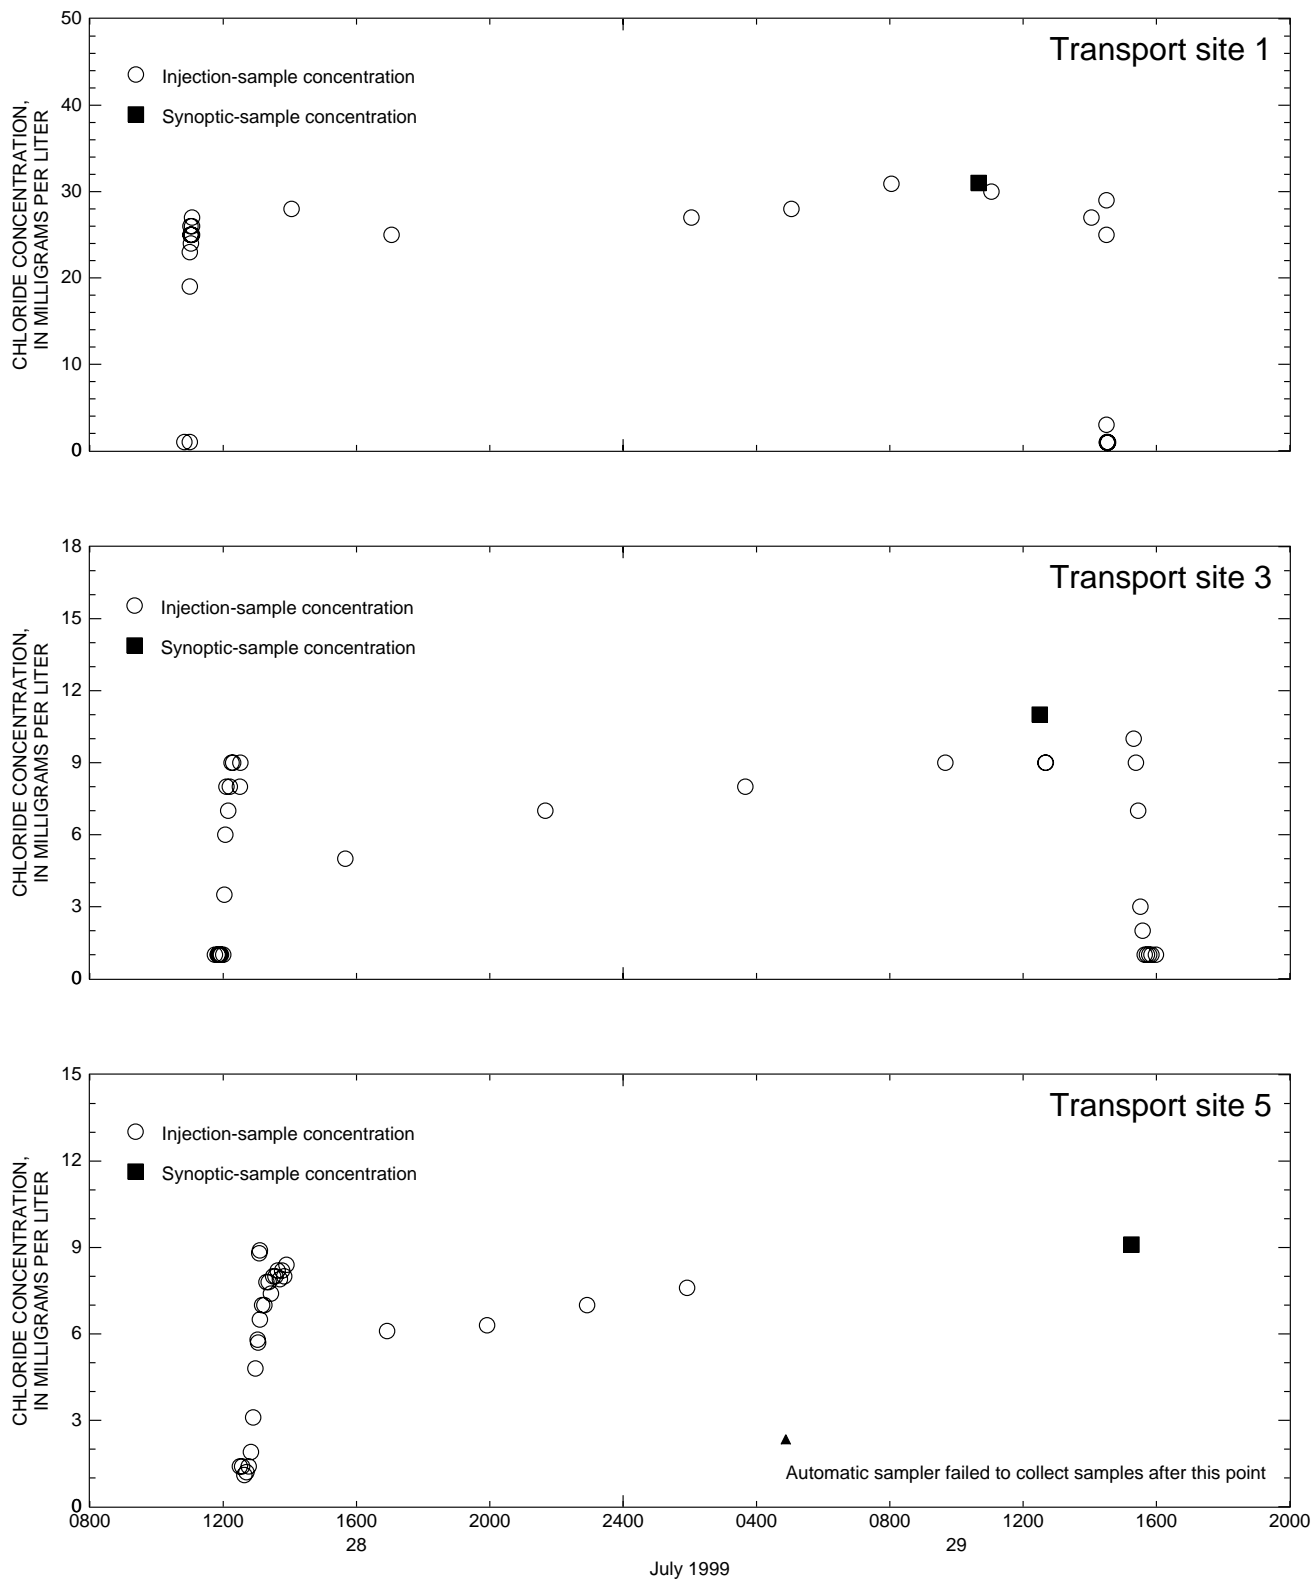 Transport site 1
Injection-sample concentration
Synoptic-sample concentration
CHLORIDE CONCENTRATION,
IN MILLIGRAMS PER LITER
50
40
30
20
10
0
Transport site 3
Injection-sample concentration
Synoptic-sample concentration
CHLORIDE CONCENTRATION,
IN MILLIGRAMS PER LITER
18
15
12
9
6
3
0
Transport site 5
Injection-sample concentration
Synoptic-sample concentration
CHLORIDE CONCENTRATION,
IN MILLIGRAMS PER LITER
15
12
9
6
3
0
Automatic sampler failed to collect samples after this point
0800 1200 1600 2000 2400 0400 0800 1200 1600 2000
28 29
July 1999